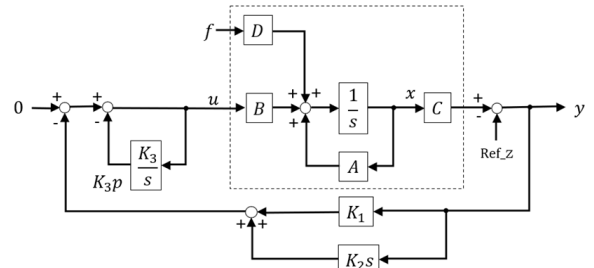 f
D
0
+
+
-
+
-
u
B
+
+
+
1
s
x
C
+
-
y
Ref_Z
K₃
s
K₃p
A
K₁
+
+
K₂s